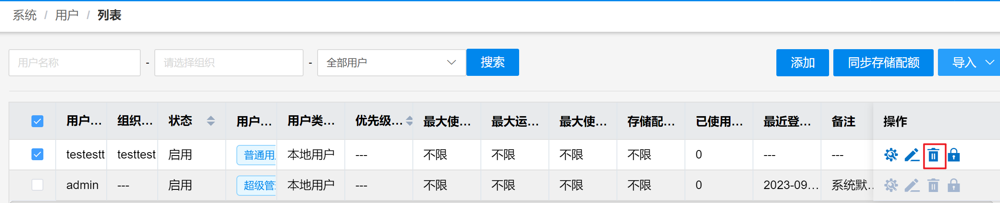 系统 / 用户 / 列表
用户名称 - 请选择组织 - 全部用户 搜索 添加 同步存储配额 导入
用户... 组织... 状态 用户... 用户类... 优先级... 最大使... 最大运... 最大使... 存储配... 已使用... 最近登... 备注 操作
testestt testtest 启用 普通用 本地用户 --- 不限 不限 不限 不限 0 --- ---
admin --- 启用 超级管 本地用户 --- 不限 不限 不限 不限 0 2023-09... 系统默...